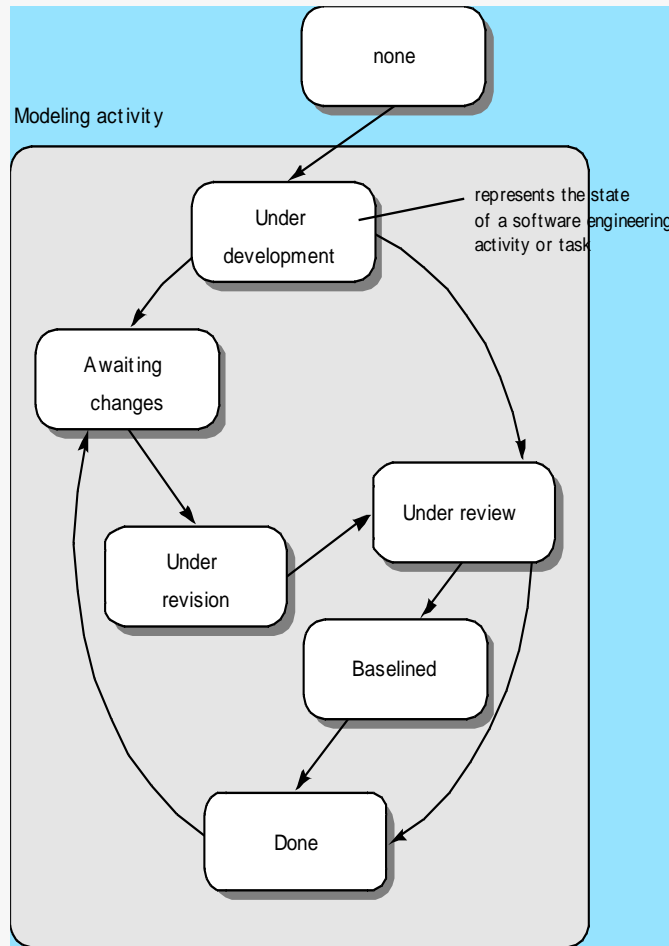 none
Modeling activity
represents the state
of a software engineering
activity or task
Under
development
Awaiting
changes
Under review
Under
revision
Baselined
Done